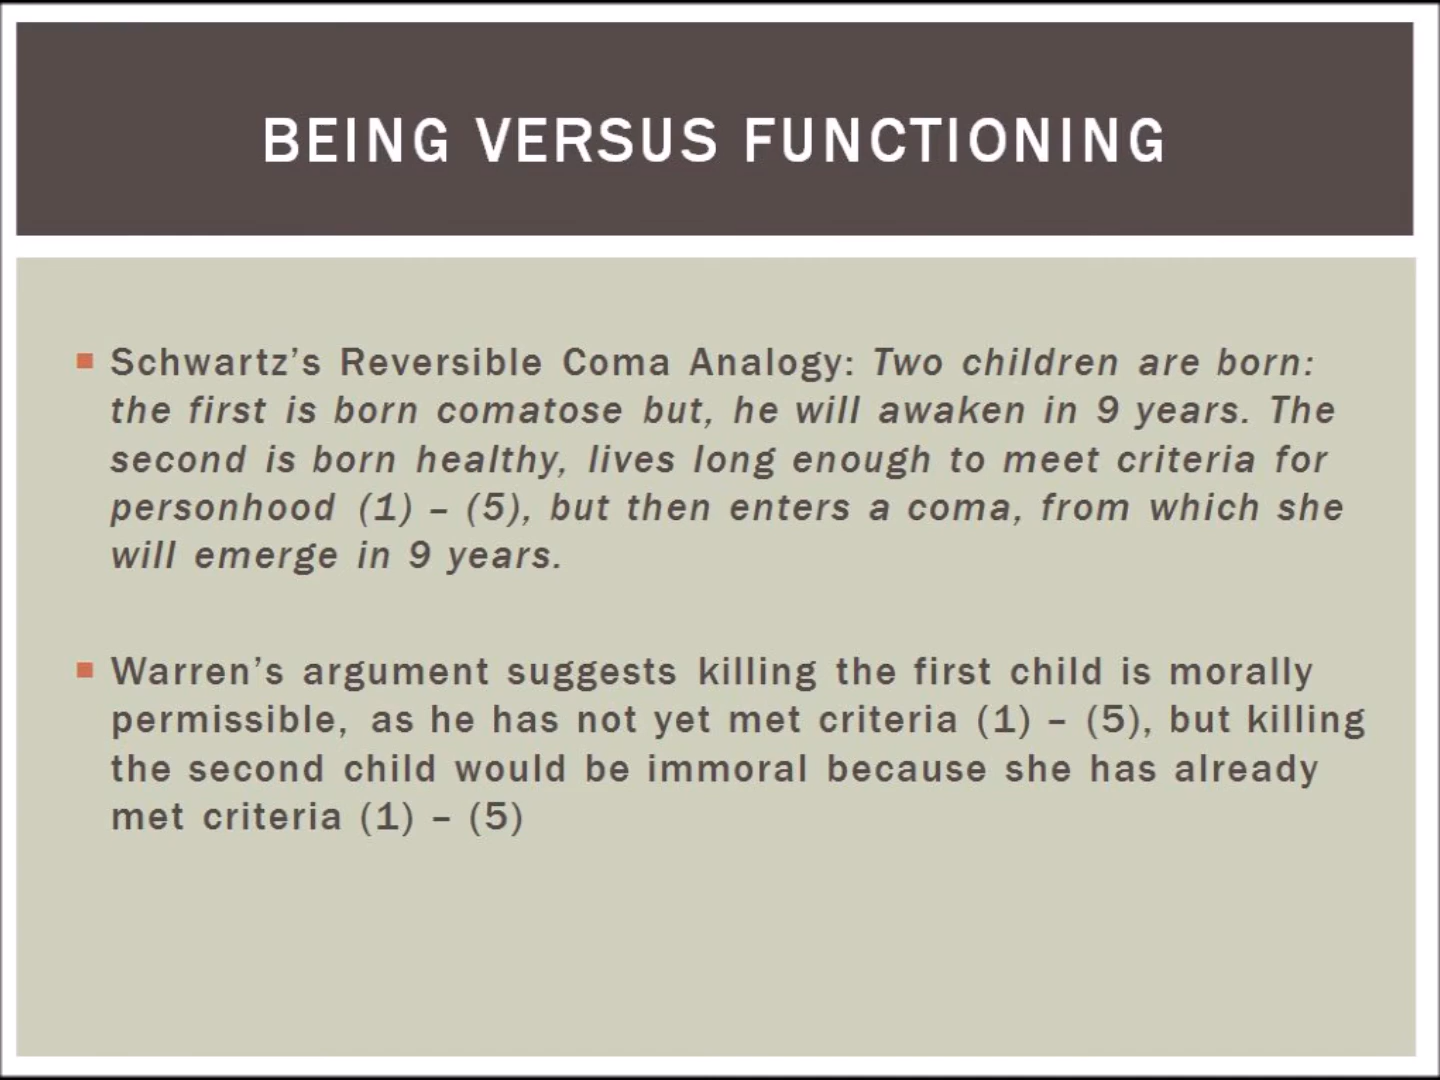 BEING VERSUS FUNCTIONING
Schwartz’s Reversible Coma Analogy: Two children are born:
the first is born comatose but, he will awaken in 9 years. The
second is born healthy, lives long enough to meet criteria for
personhood (1) – (5), but then enters a coma, from which she
will emerge in 9 years.
Warren’s argument suggests killing the first child is morally
permissible, as he has not yet met criteria (1) – (5), but killing
the second child would be immoral because she has already
met criteria (1) – (5)